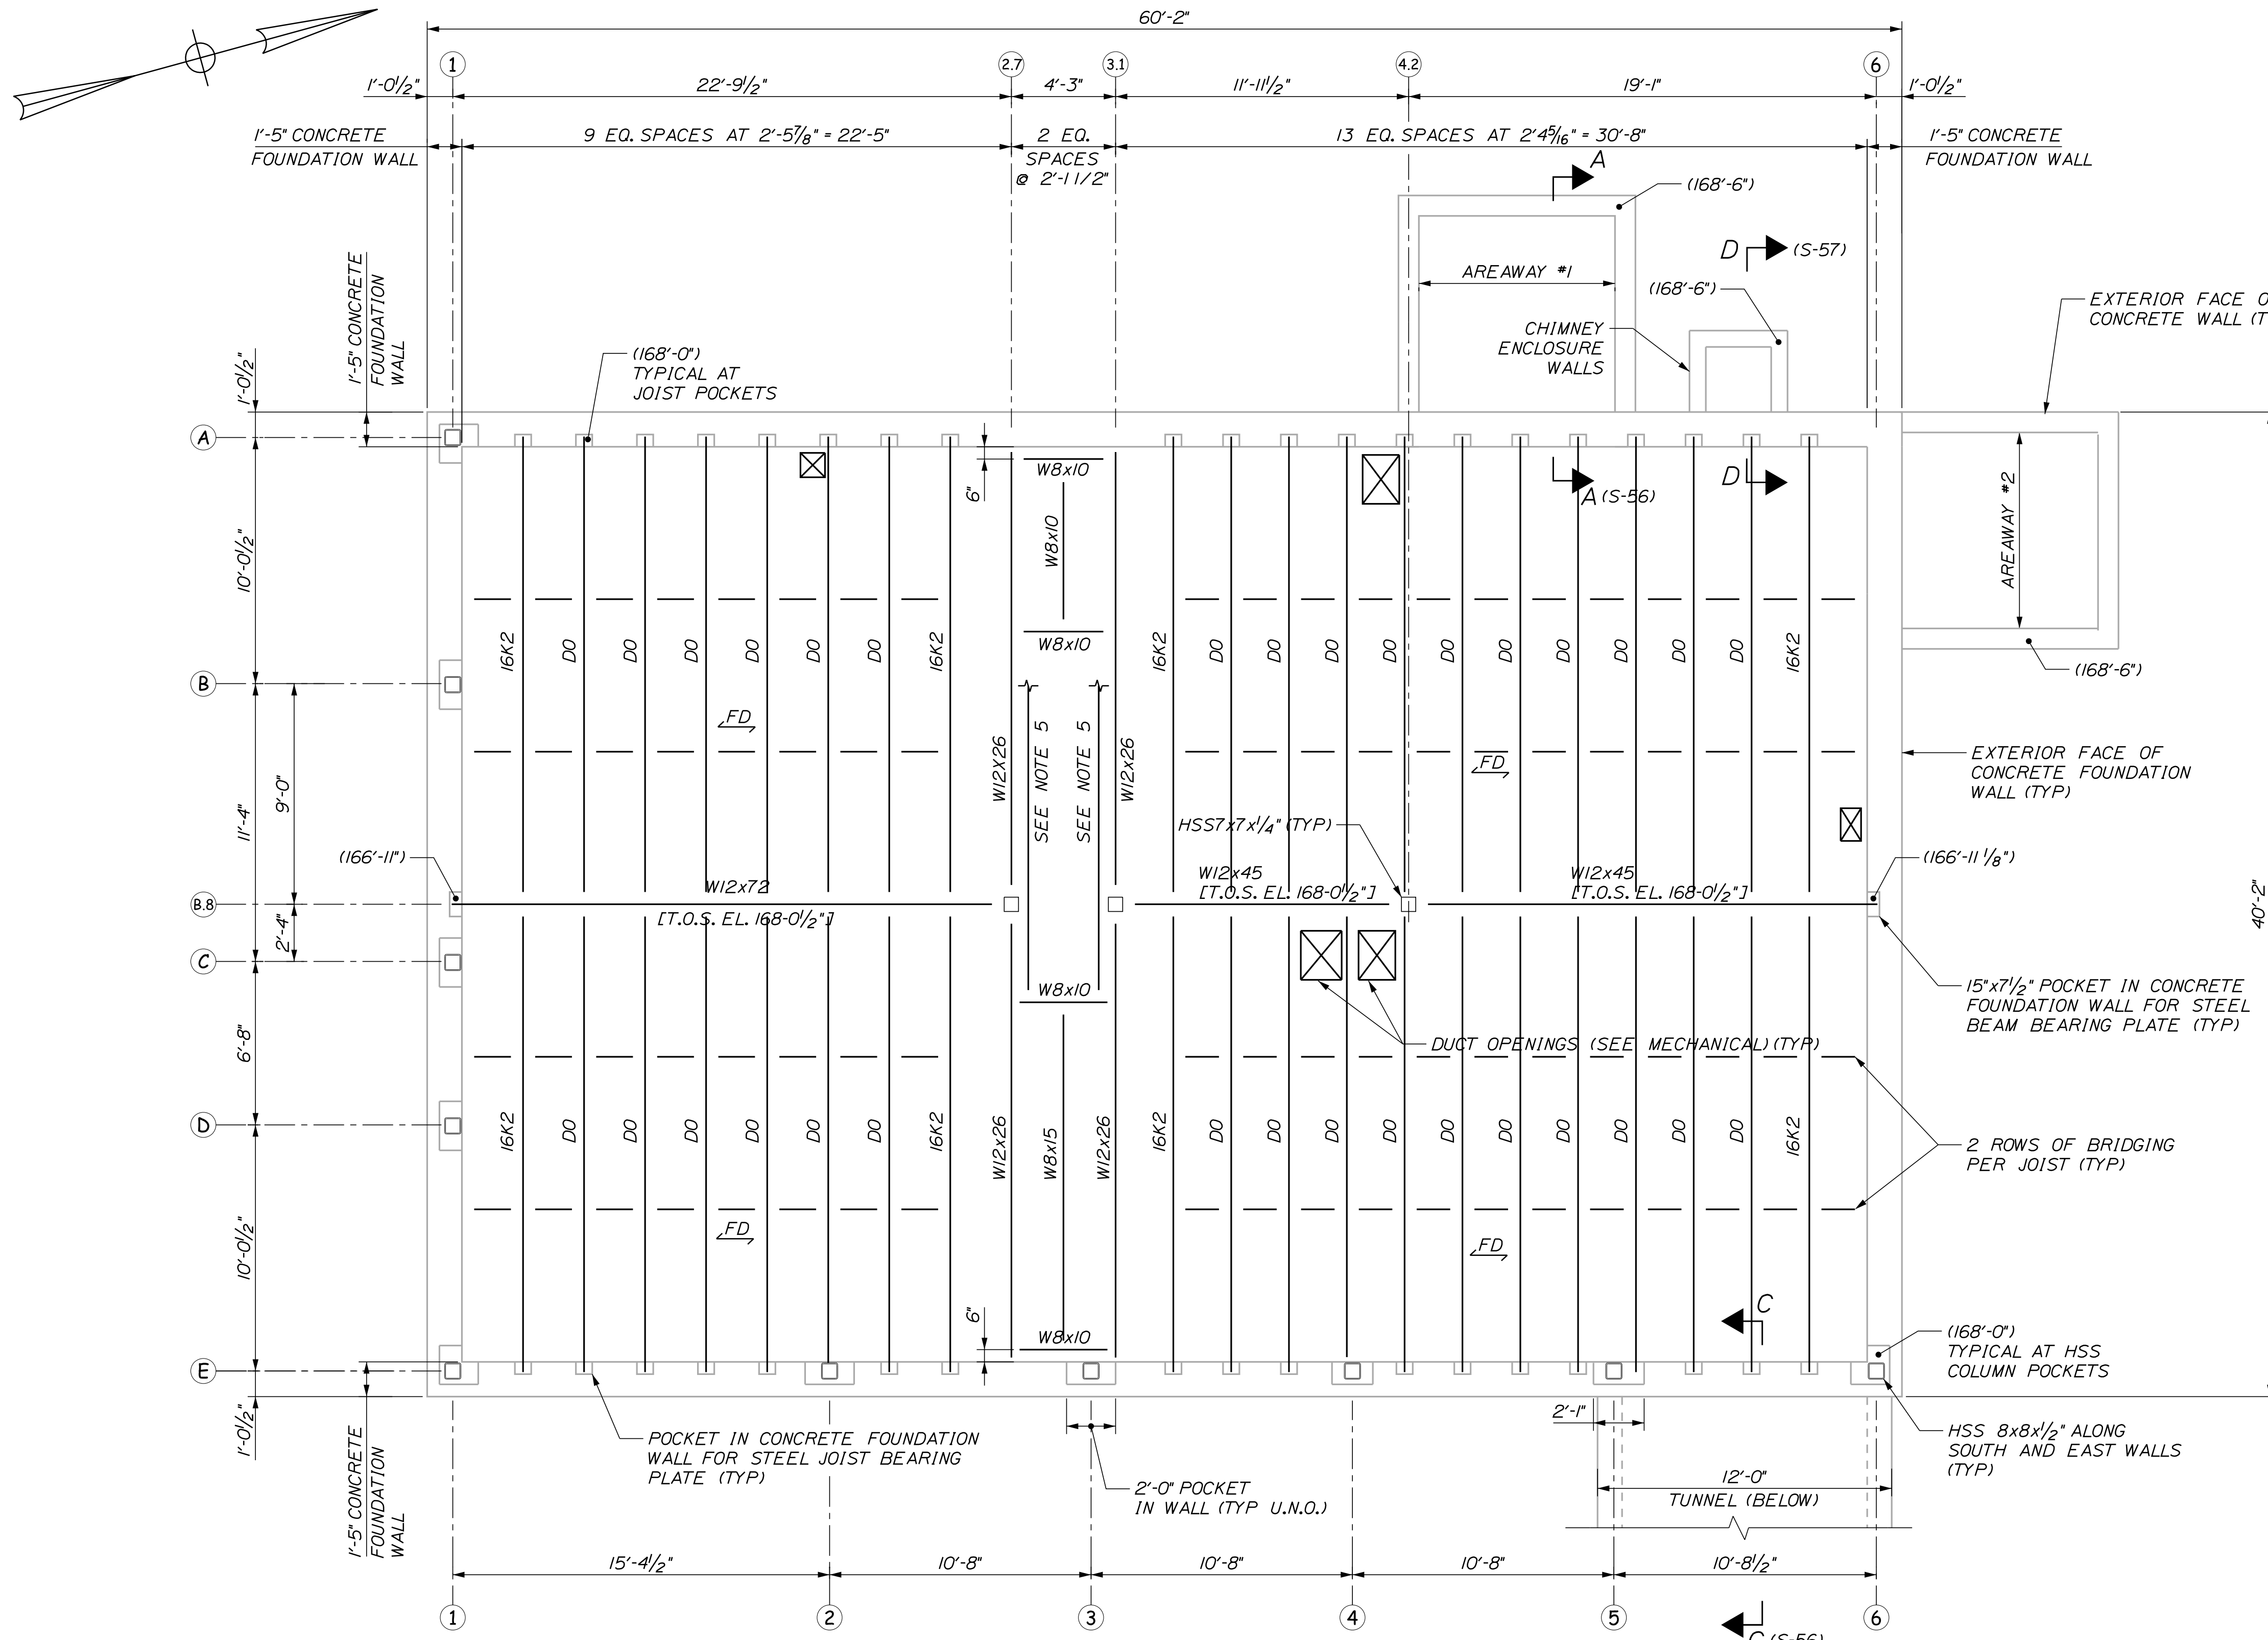 60'-2"
1
2.7
3.1
4.2
6
1'-0 1/2"
22'-9 1/2"
4'-3"
11'-11 1/2"
19'-1"
1'-0 1/2"
1'-5" CONCRETE
FOUNDATION WALL
9 EQ. SPACES AT 2'-5 7/8" = 22'-5"
2 EQ.
SPACES
@ 2'-1 1/2"
13 EQ. SPACES AT 2'4 5/16" = 30'-8"
1'-5" CONCRETE
FOUNDATION WALL
A
(168'-6")
D
(S-57)
AREAWAY #1
(168'-6")
CHIMNEY
ENCLOSURE
WALLS
EXTERIOR FACE O
CONCRETE WALL (T
1'-5" CONCRETE
FOUNDATION
WALL
1'-0 1/2"
(168'-0")
TYPICAL AT
JOIST POCKETS
A
6"
W8x10
W8x10
W8x10
A (S-56)
D
AREAWAY #2
10'-0 1/2"
16K2
DO
DO
DO
DO
DO
DO
16K2
16K2
DO
DO
DO
DO
DO
DO
DO
DO
DO
DO
16K2
(168'-6")
B
FD
FD
W12X26
SEE NOTE 5
SEE NOTE 5
W12x26
EXTERIOR FACE OF
CONCRETE FOUNDATION
WALL (TYP)
11'-4"
9'-0"
HSS7x7x1/4" (TYP)
(166'-11")
(166'-11 1/8")
W12x72
[T.O.S. EL. 168-0 1/2"]
W12x45
[T.O.S. EL. 168-0 1/2"]
W12x45
[T.O.S. EL. 168-0 1/2"]
B.8
40'-2"
2'-4"
C
W8x10
15"x7 1/2" POCKET IN CONCRETE
FOUNDATION WALL FOR STEEL
BEAM BEARING PLATE (TYP)
6'-8"
DUCT OPENINGS (SEE MECHANICAL) (TYP)
D
16K2
DO
DO
DO
DO
DO
DO
16K2
W12x26
W8x15
W12x26
16K2
DO
DO
DO
DO
DO
DO
DO
DO
DO
DO
16K2
2 ROWS OF BRIDGING
PER JOIST (TYP)
10'-0 1/2"
FD
FD
6"
W8x10
C
(168'-0")
TYPICAL AT HSS
COLUMN POCKETS
E
1'-0 1/2"
1'-5" CONCRETE
FOUNDATION
WALL
POCKET IN CONCRETE FOUNDATION
WALL FOR STEEL JOIST BEARING
PLATE (TYP)
2'-0" POCKET
IN WALL (TYP U.N.O.)
2'-1"
HSS 8x8x1/2" ALONG
SOUTH AND EAST WALLS
(TYP)
12'-0"
TUNNEL (BELOW)
15'-4 1/2"
10'-8"
10'-8"
10'-8"
10'-8 1/2"
1
2
3
4
5
6
C (S-56)